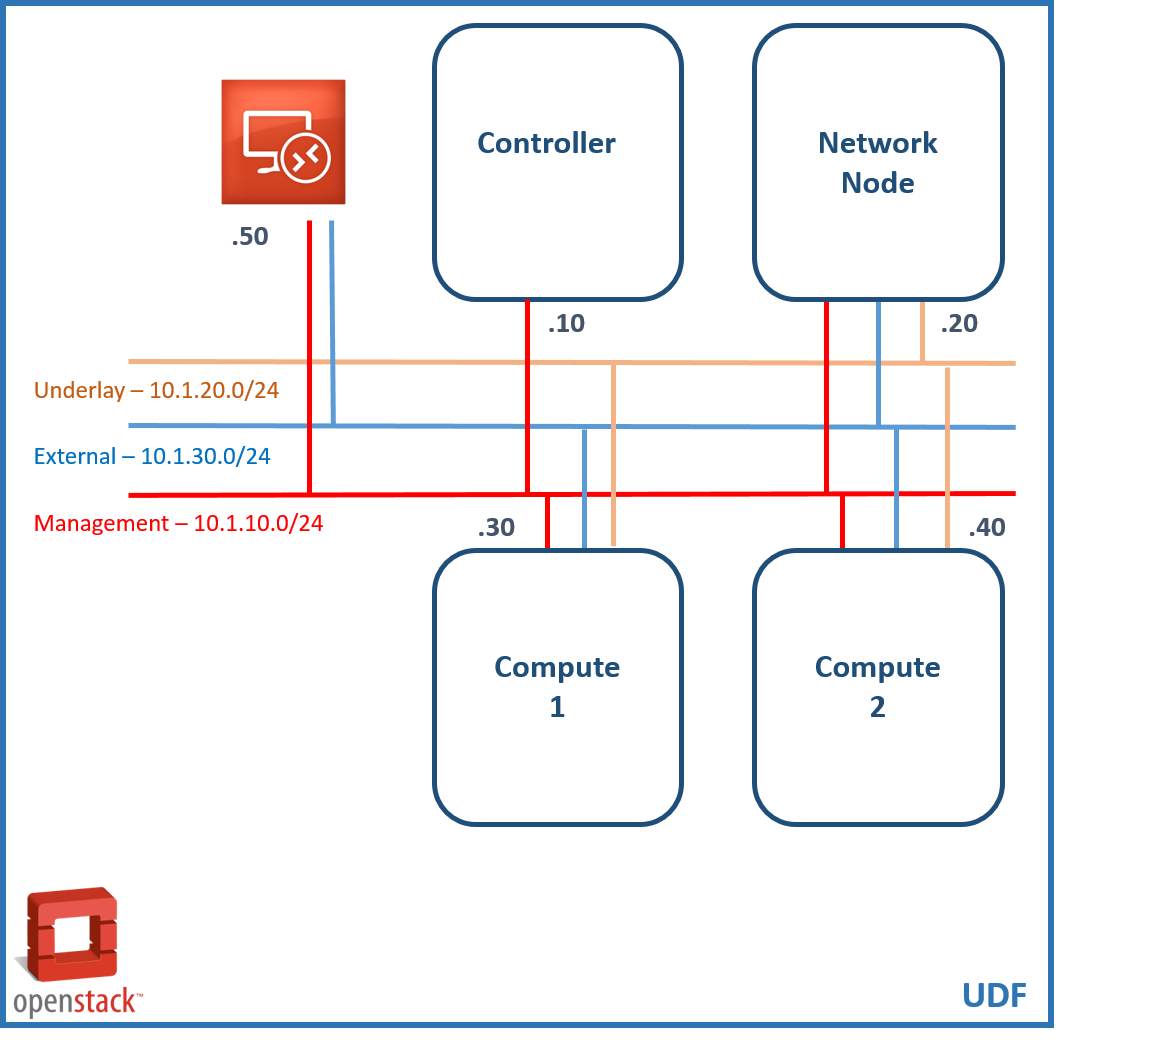 Controller
Network
Node
.50
.10
.20
Underlay – 10.1.20.0/24
External – 10.1.30.0/24
Management – 10.1.10.0/24
.30
.40
Compute
1
Compute
2
openstack™
UDF